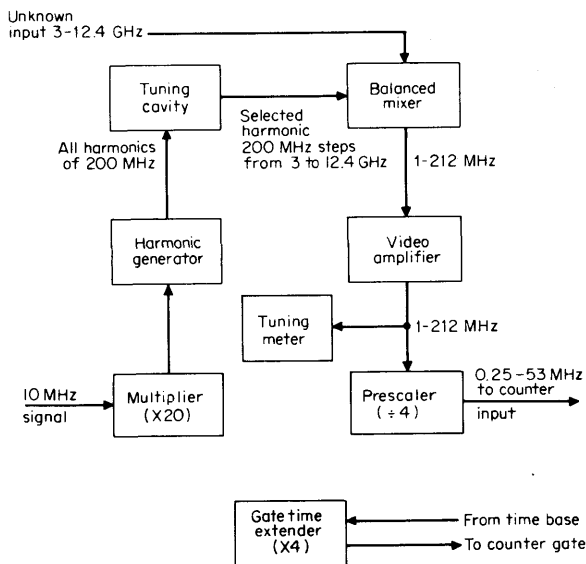 Unknown
input 3-12.4 GHz
Tuning
cavity
Balanced
mixer
Selected
harmonic
200 MHz steps
from 3 to 12.4 GHz
All harmonics
of 200 MHz
1-212 MHz
Harmonic
generator
Video
amplifier
Tuning
meter
1-212 MHz
10 MHz
signal
Multiplier
(X20)
Prescaler
(÷4)
0.25-53 MHz
to counter
input
Gate time
extender
(X4)
From time base
To counter gate